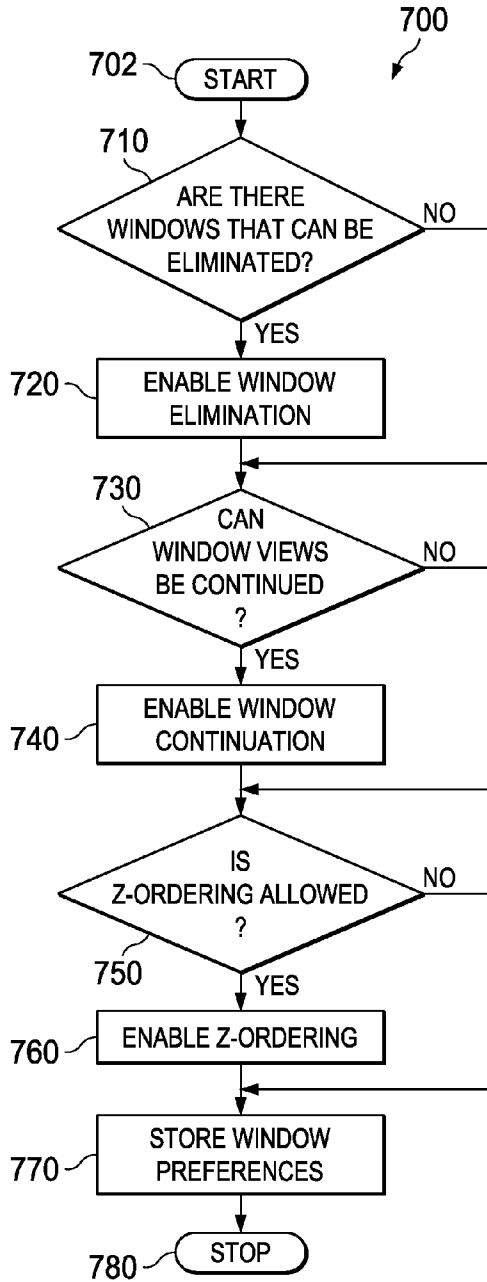 700
702
START
710
ARE THERE
WINDOWS THAT CAN BE
ELIMINATED?
NO
YES
720
ENABLE WINDOW
ELIMINATION
730
CAN
WINDOW VIEWS
BE CONTINUED
?
NO
YES
740
ENABLE WINDOW
CONTINUATION
IS
Z-ORDERING ALLOWED
?
NO
750
YES
760
ENABLE Z-ORDERING
770
STORE WINDOW
PREFERENCES
780
STOP